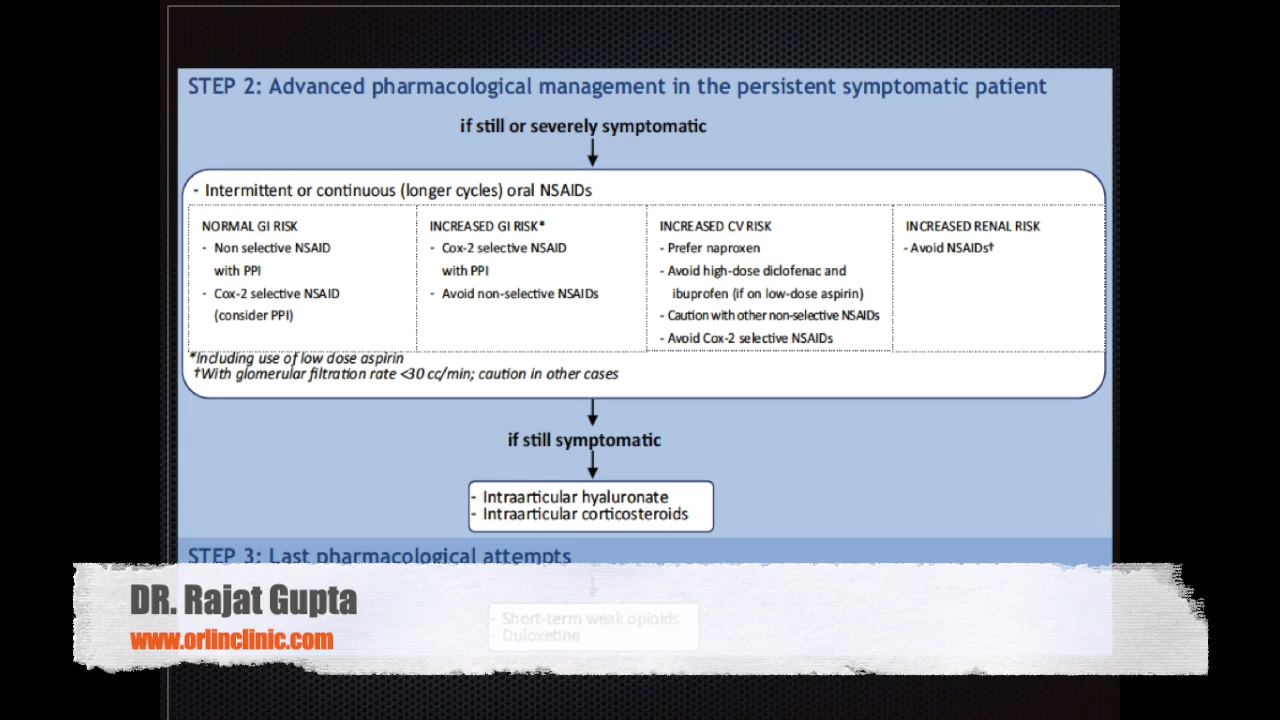 STEP 2: Advanced pharmacological management in the persistent symptomatic patient
if still or severely symptomatic
- Intermittent or continuous (longer cycles) oral NSAIDs
NORMAL GI RISK
- Non selective NSAID
with PPI
- Cox-2 selective NSAID
(consider PPI)
INCREASED GI RISK*
- Cox-2 selective NSAID
with PPI
- Avoid non-selective NSAIDs
INCREASED CV RISK
- Prefer naproxen
- Avoid high-dose diclofenac and
ibuprofen (if on low-dose aspirin)
- Caution with other non-selective NSAIDs
- Avoid Cox-2 selective NSAIDs
INCREASED RENAL RISK
- Avoid NSAIDs†
*Including use of low dose aspirin
†With glomerular filtration rate <30 cc/min; caution in other cases
if still symptomatic
- Intraarticular hyaluronate
- Intraarticular corticosteroids
STEP 3: Last pharmacological attempts
- Short-term weak opioids
- Duloxetine
DR. Rajat Gupta
www.orlinclinic.com